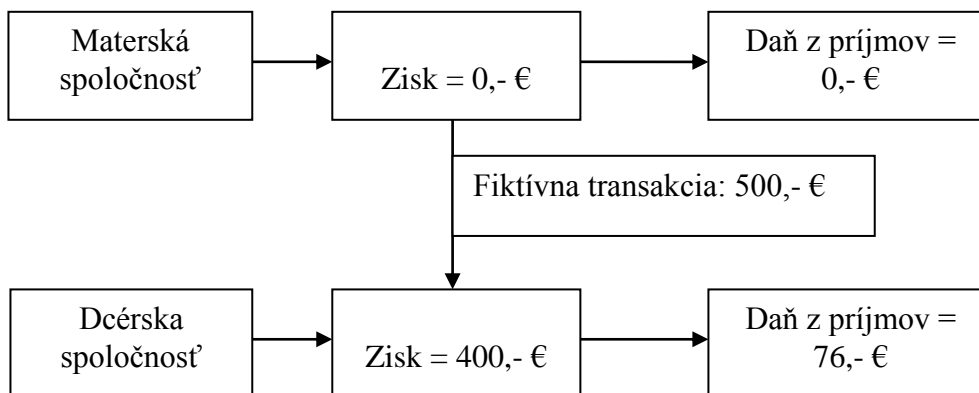 Materská
spoločnosť
Zisk = 0,- €
Daň z príjmov =
0,- €
Fiktívna transakcia: 500,- €
Dcérska
spoločnosť
Zisk = 400,- €
Daň z príjmov =
76,- €